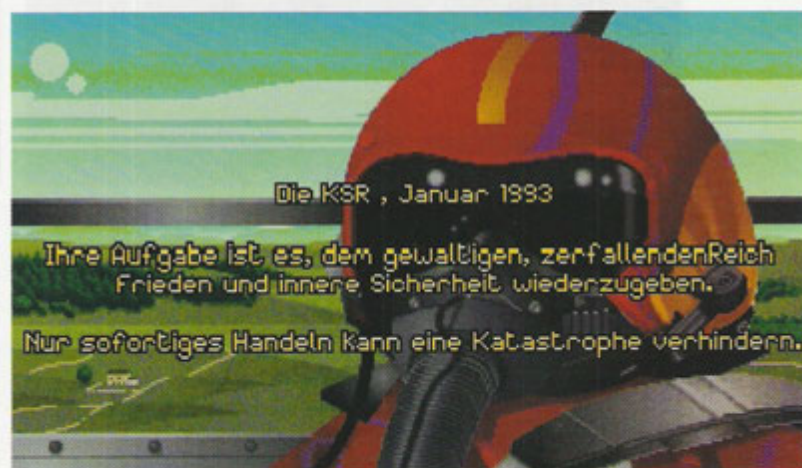 Die KSR , Januar 1993
Ihre Aufgabe ist es, dem gewaltigen, zerfallendenReich
Frieden und innere Sicherheit wiederzugeben.
Nur sofortiges Handeln kann eine Katastrophe verhindern.